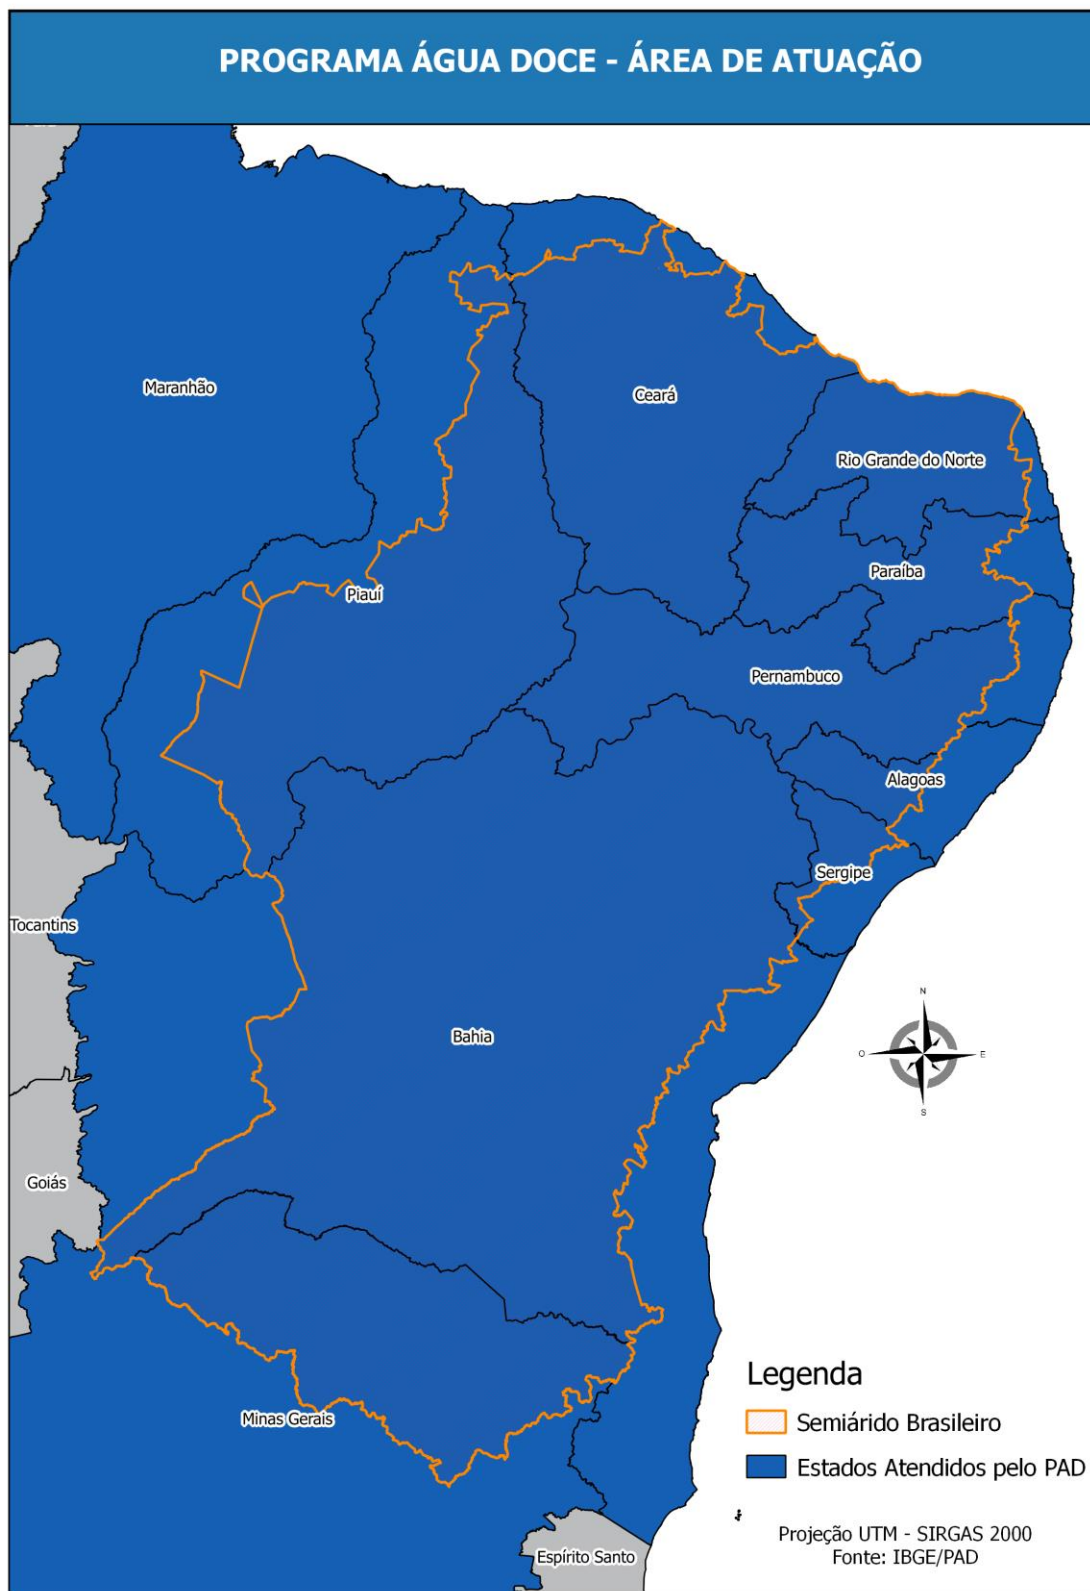 PROGRAMA ÁGUA DOCE - ÁREA DE ATUAÇÃO
Maranhão
Ceará
Rio Grande do Norte
Paraíba
Piauí
Pernambuco
Alagoas
Sergipe
Tocantins
N
O
E
S
Bahia
Goiás
Legenda
Semiárido Brasileiro
Minas Gerais
Estados Atendidos pelo PAD
Projeção UTM - SIRGAS 2000
Fonte: IBGE/PAD
Espírito Santo